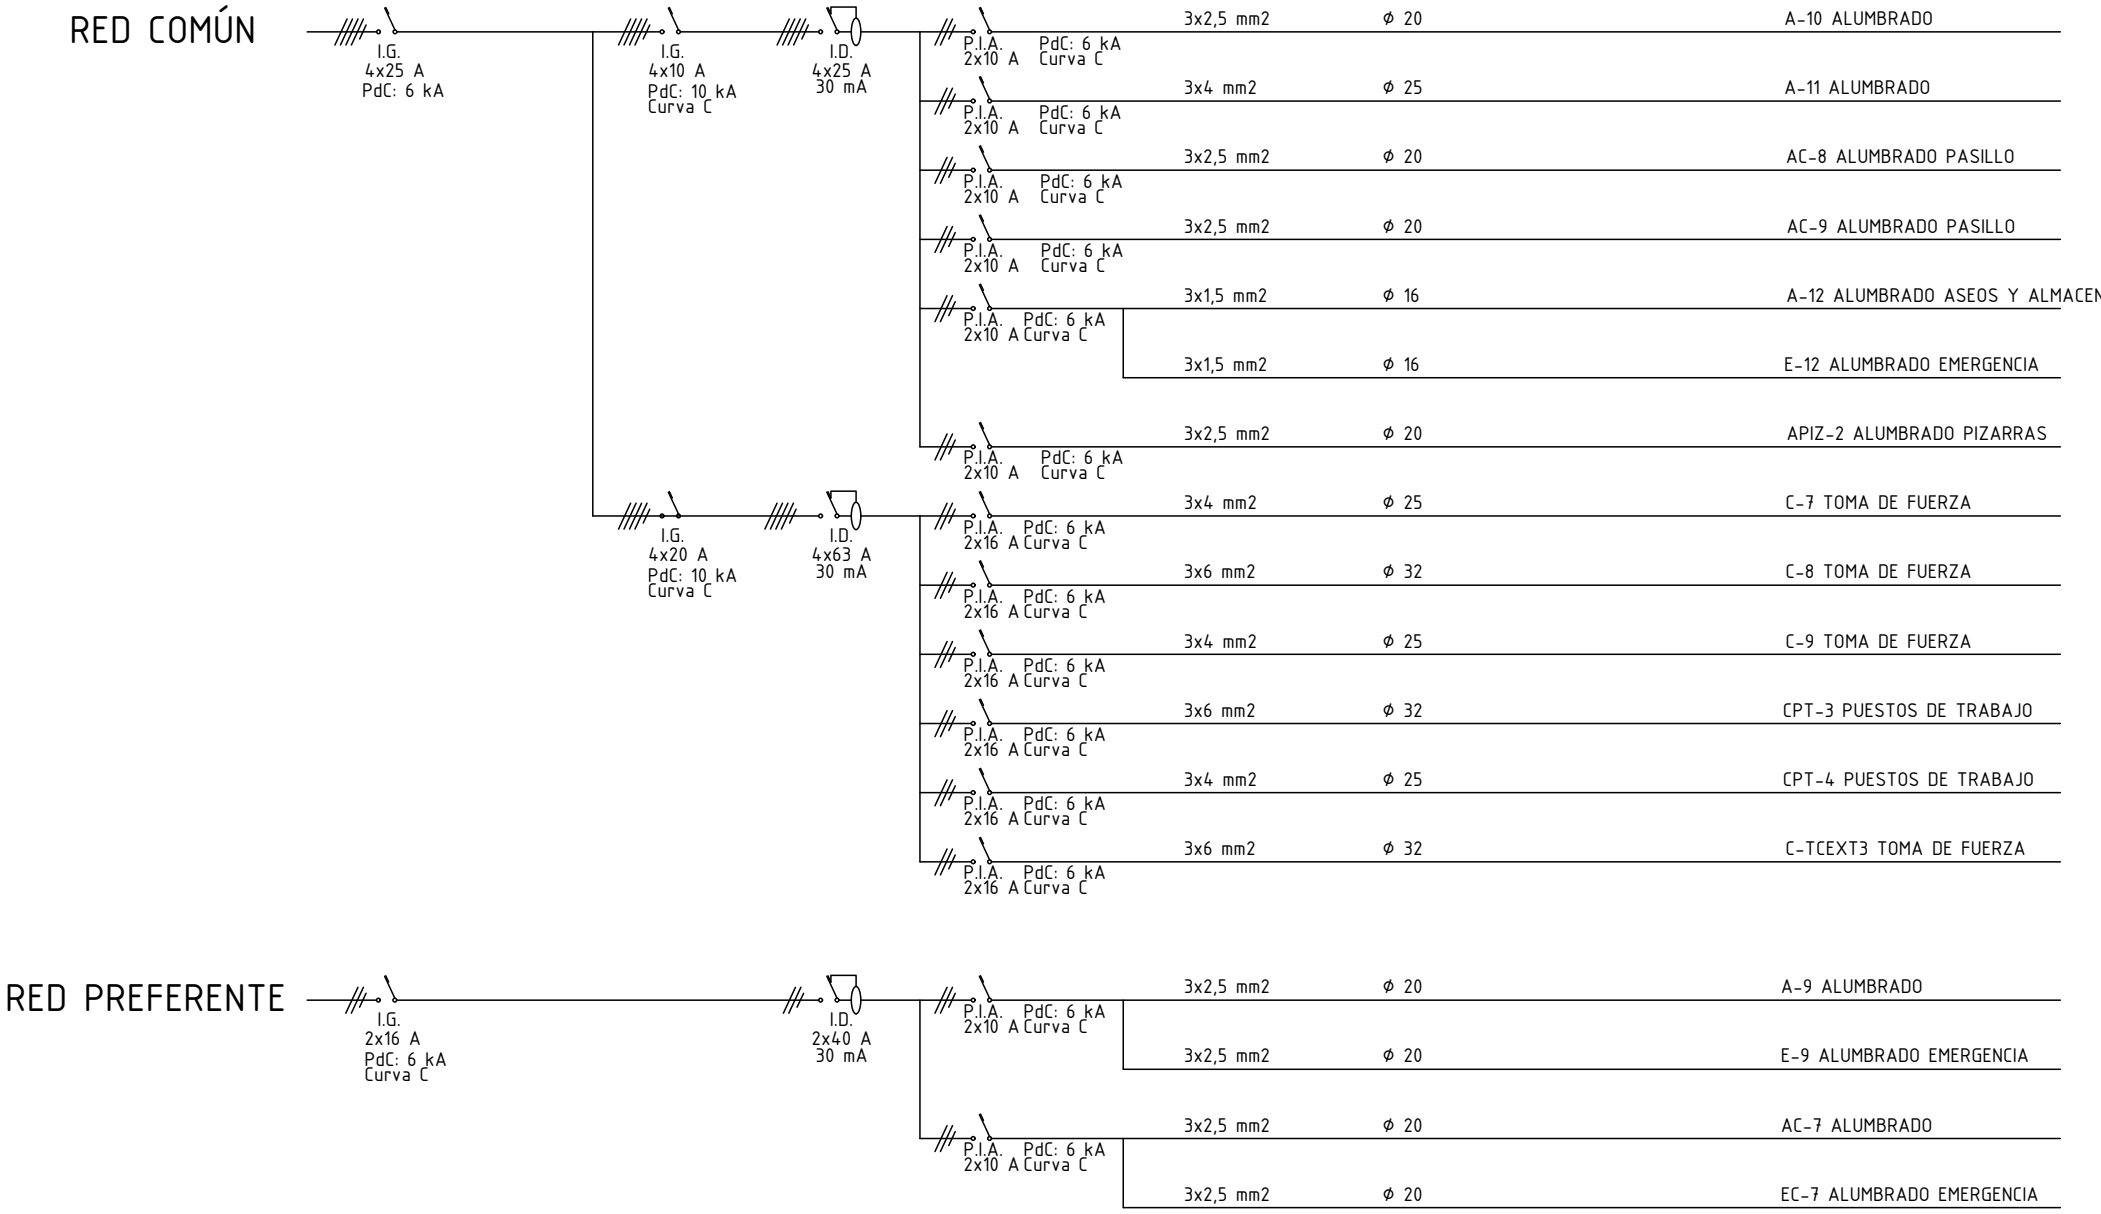 RED COMÚN
I.G.
4x25 A
PdC: 6 kA
I.G.
4x10 A
PdC: 10 kA
Curva C
I.D.
4x25 A
30 mA
P.I.A. PdC: 6 kA
2x10 A Curva C
3x2,5 mm2 ϕ 20 A-10 ALUMBRADO
P.I.A. PdC: 6 kA
2x10 A Curva C
3x4 mm2 ϕ 25 A-11 ALUMBRADO
P.I.A. PdC: 6 kA
2x10 A Curva C
3x2,5 mm2 ϕ 20 AC-8 ALUMBRADO PASILLO
P.I.A. PdC: 6 kA
2x10 A Curva C
3x2,5 mm2 ϕ 20 AC-9 ALUMBRADO PASILLO
P.I.A. PdC: 6 kA
2x10 A Curva C
3x1,5 mm2 ϕ 16 A-12 ALUMBRADO ASEOS Y ALMACEN
3x1,5 mm2 ϕ 16 E-12 ALUMBRADO EMERGENCIA
P.I.A. PdC: 6 kA
2x10 A Curva C
3x2,5 mm2 ϕ 20 APIZ-2 ALUMBRADO PIZARRAS
I.G.
4x20 A
PdC: 10 kA
Curva C
I.D.
4x63 A
30 mA
P.I.A. PdC: 6 kA
2x16 A Curva C
3x4 mm2 ϕ 25 C-7 TOMA DE FUERZA
P.I.A. PdC: 6 kA
2x16 A Curva C
3x6 mm2 ϕ 32 C-8 TOMA DE FUERZA
P.I.A. PdC: 6 kA
2x16 A Curva C
3x4 mm2 ϕ 25 C-9 TOMA DE FUERZA
P.I.A. PdC: 6 kA
2x16 A Curva C
3x6 mm2 ϕ 32 CPT-3 PUESTOS DE TRABAJO
P.I.A. PdC: 6 kA
2x16 A Curva C
3x4 mm2 ϕ 25 CPT-4 PUESTOS DE TRABAJO
P.I.A. PdC: 6 kA
2x16 A Curva C
3x6 mm2 ϕ 32 C-TCEXT3 TOMA DE FUERZA
RED PREFERENTE
I.G.
2x16 A
PdC: 6 kA
Curva C
I.D.
2x40 A
30 mA
P.I.A. PdC: 6 kA
2x10 A Curva C
3x2,5 mm2 ϕ 20 A-9 ALUMBRADO
3x2,5 mm2 ϕ 20 E-9 ALUMBRADO EMERGENCIA
P.I.A. PdC: 6 kA
2x10 A Curva C
3x2,5 mm2 ϕ 20 AC-7 ALUMBRADO
3x2,5 mm2 ϕ 20 EC-7 ALUMBRADO EMERGENCIA